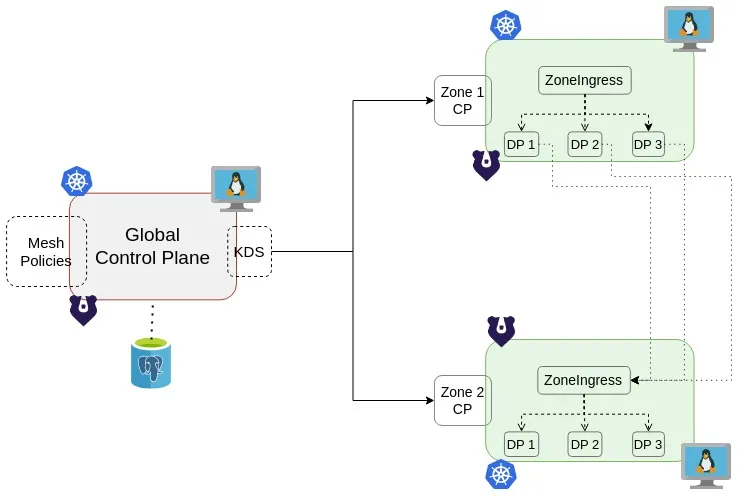 Mesh
Policies
Global
Control Plane
KDS
Zone 1
CP
ZoneIngress
DP 1
DP 2
DP 3
Zone 2
CP
ZoneIngress
DP 1
DP 2
DP 3